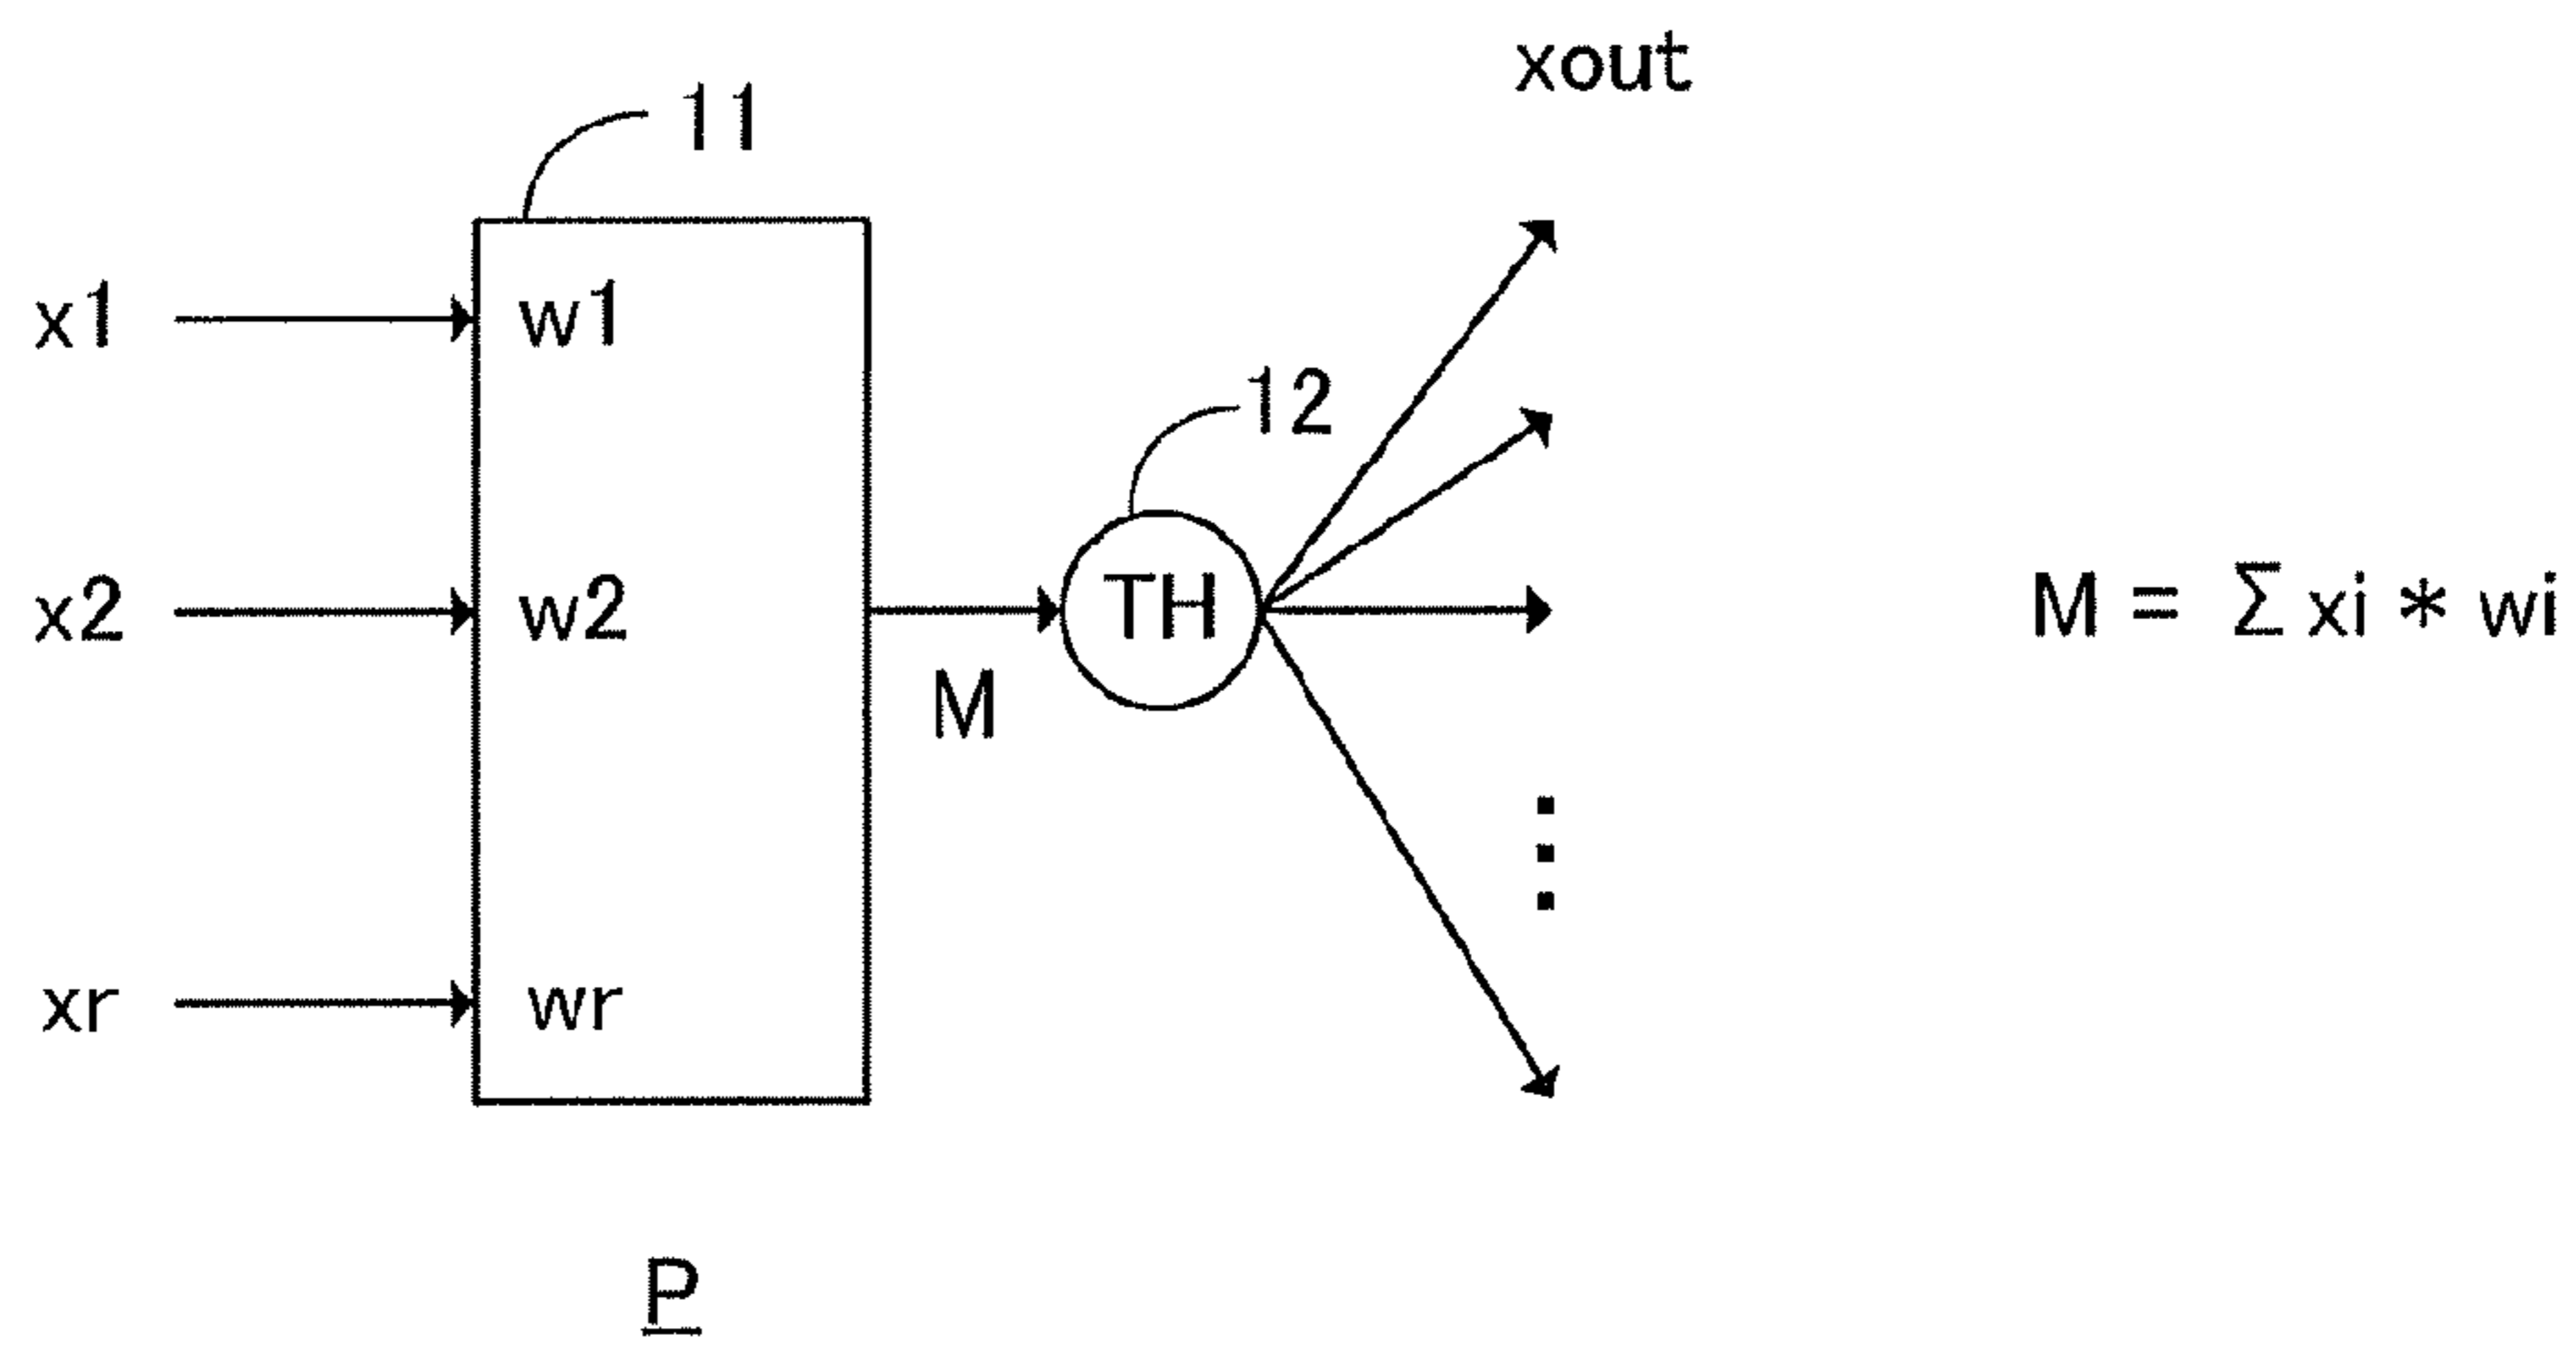 xout
11
x1 w1
12
x2 w2 TH M = Σ xi * wi
M
xr wr
P